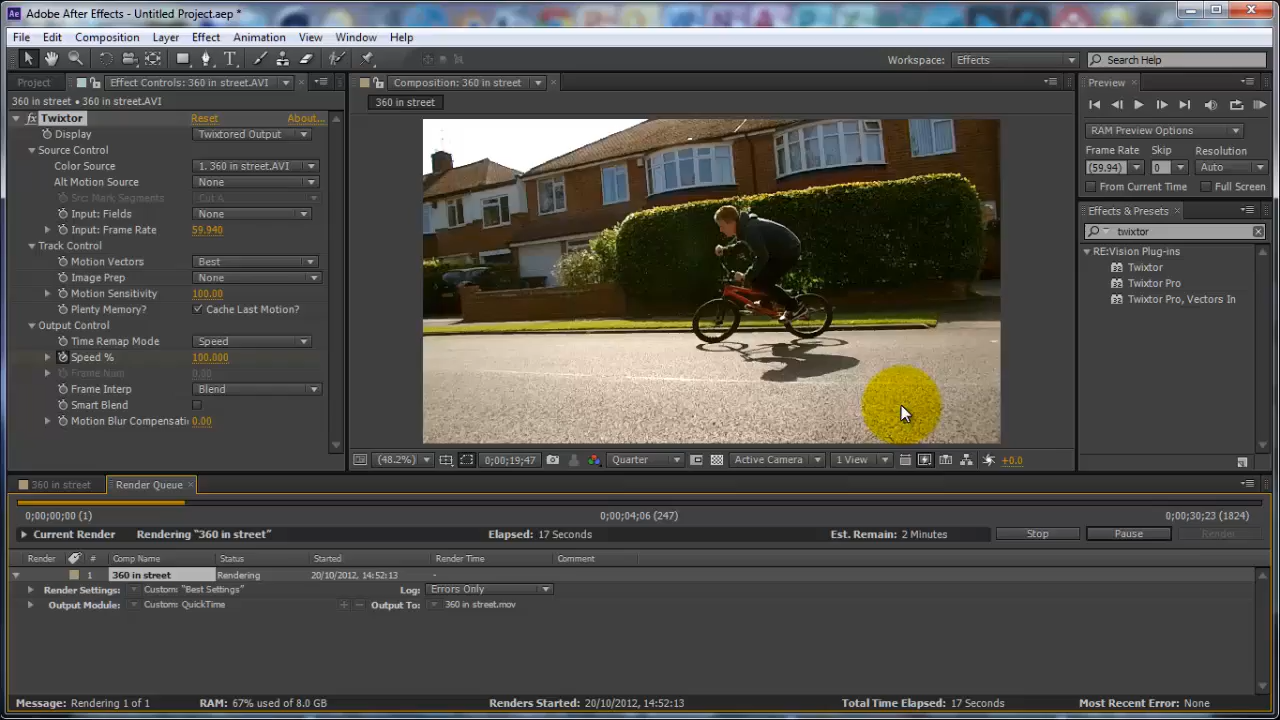 Adobe After Effects - Untitled Project.aep *
File Edit Composition Layer Effect Animation View Window Help
Workspace: Effects Search Help
Project Effect Controls: 360 in street.AVI
360 in street • 360 in street.AVI
fx Twixtor Reset About...
Display Twixtored Output
Source Control
Color Source 1. 360 in street.AVI
Alt Motion Source None
Src: Mark Segments Cut A
Input: Fields None
Input: Frame Rate 59.940
Track Control
Motion Vectors Best
Image Prep None
Motion Sensitivity 100.00
Plenty Memory? Cache Last Motion?
Output Control
Time Remap Mode Speed
Speed % 100.000
Frame Num 0.00
Frame Interp Blend
Smart Blend
Motion Blur Compensati 0.00
Composition: 360 in street
360 in street
(48.2%) 0;00;19;47 Quarter Active Camera 1 View +0.0
Preview
RAM Preview Options
Frame Rate Skip Resolution
(59.94) 0 Auto
From Current Time Full Screen
Effects & Presets
twixtor
RE:Vision Plug-ins
Twixtor
Twixtor Pro
Twixtor Pro, Vectors In
360 in street Render Queue
0;00;00;00 (1) 0;00;04;06 (247) 0;00;30;23 (1824)
Current Render Rendering "360 in street" Elapsed: 17 Seconds Est. Remain: 2 Minutes Stop Pause Render
Render # Comp Name Status Started Render Time Comment
1 360 in street Rendering 20/10/2012, 14:52:13 -
Render Settings: Custom: "Best Settings" Log: Errors Only
Output Module: Custom: QuickTime Output To: 360 in street.mov
Message: Rendering 1 of 1 RAM: 67% used of 8.0 GB Renders Started: 20/10/2012, 14:52:13 Total Time Elapsed: 17 Seconds Most Recent Error: None